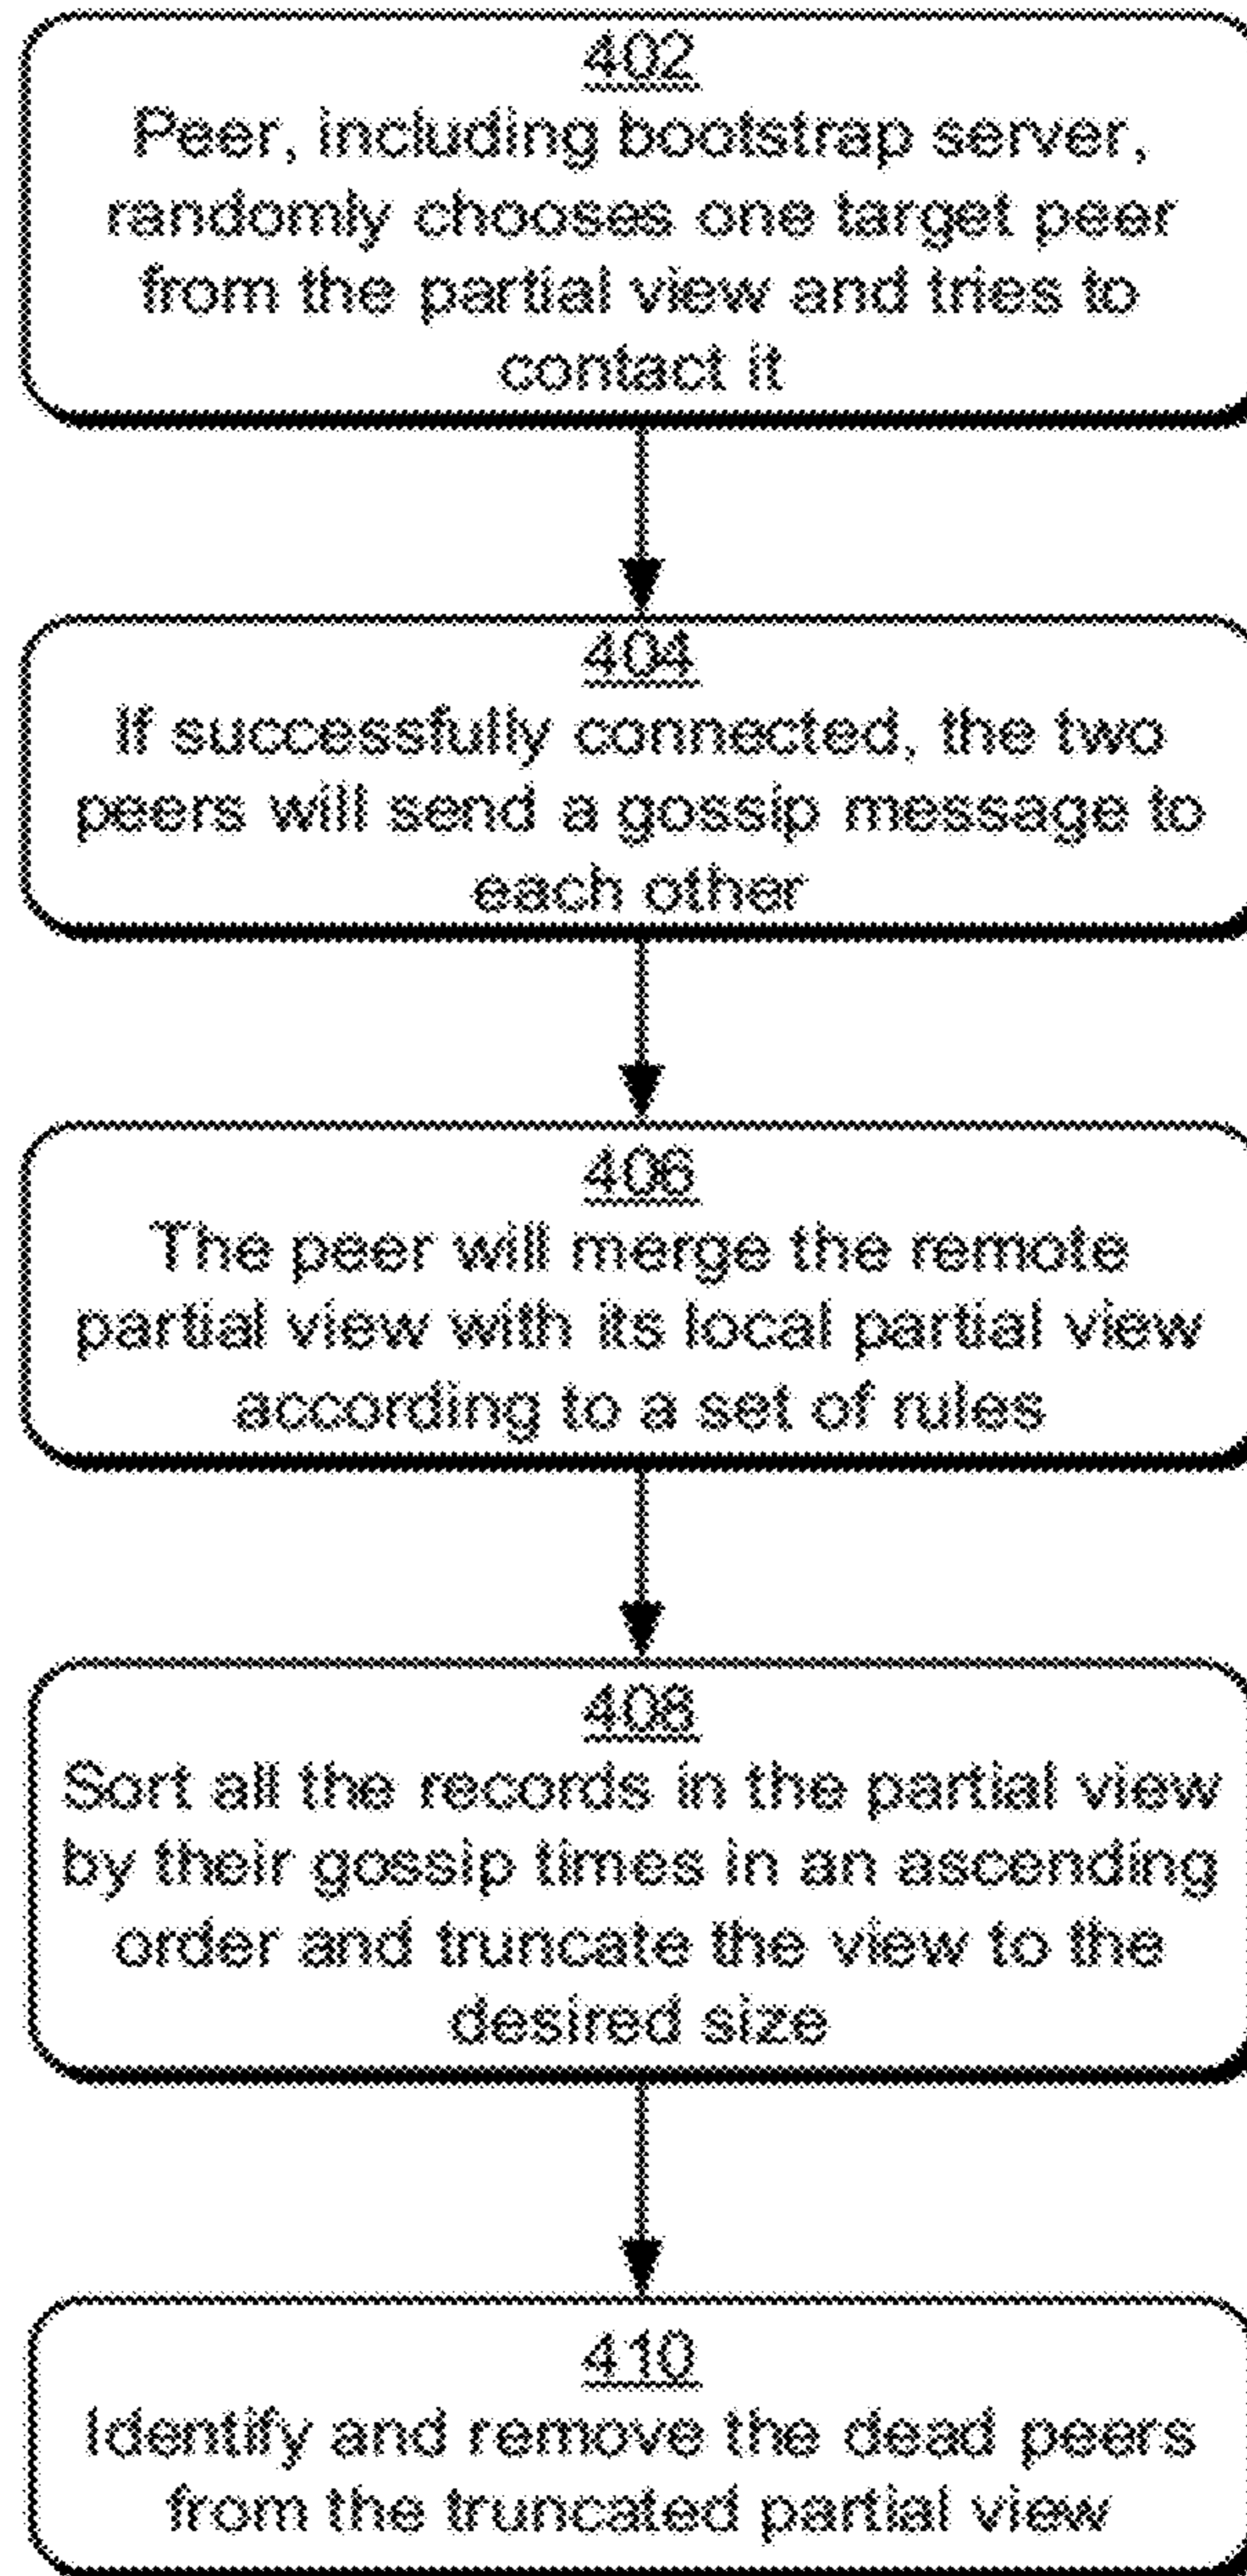 402
Peer, including bootstrap server,
randomly chooses one target peer
from the partial view and tries to
contact it
404
If successfully connected, the two
peers will send a gossip message to
each other
406
The peer will merge the remote
partial view with its local partial view
according to a set of rules
408
Sort all the records in the partial view
by their gossip times in an ascending
order and truncate the view to the
desired size
410
Identify and remove the dead peers
from the truncated partial view